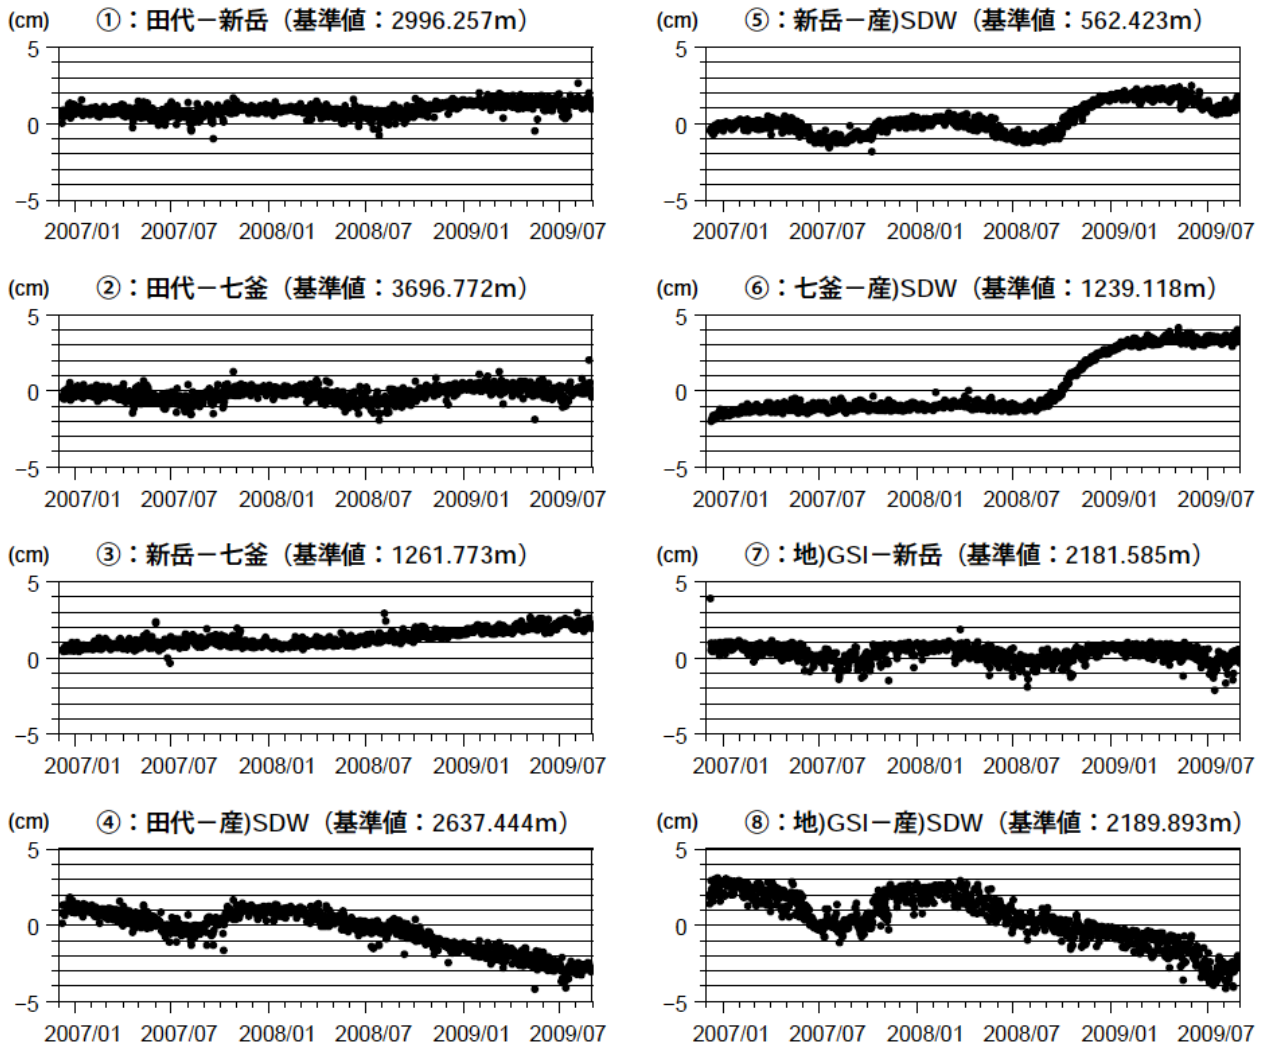 (cm) ①：田代－新岳（基準値：2996.257m）
5
0
−5
2007/01 2007/07 2008/01 2008/07 2009/01 2009/07
(cm) ②：田代－七釜（基準値：3696.772m）
5
0
−5
2007/01 2007/07 2008/01 2008/07 2009/01 2009/07
(cm) ③：新岳－七釜（基準値：1261.773m）
5
0
−5
2007/01 2007/07 2008/01 2008/07 2009/01 2009/07
(cm) ④：田代－産)SDW（基準値：2637.444m）
5
0
−5
2007/01 2007/07 2008/01 2008/07 2009/01 2009/07
(cm) ⑤：新岳－産)SDW（基準値：562.423m）
5
0
−5
2007/01 2007/07 2008/01 2008/07 2009/01 2009/07
(cm) ⑥：七釜－産)SDW（基準値：1239.118m）
5
0
−5
2007/01 2007/07 2008/01 2008/07 2009/01 2009/07
(cm) ⑦：地)GSI－新岳（基準値：2181.585m）
5
0
−5
2007/01 2007/07 2008/01 2008/07 2009/01 2009/07
(cm) ⑧：地)GSI－産)SDW（基準値：2189.893m）
5
0
−5
2007/01 2007/07 2008/01 2008/07 2009/01 2009/07